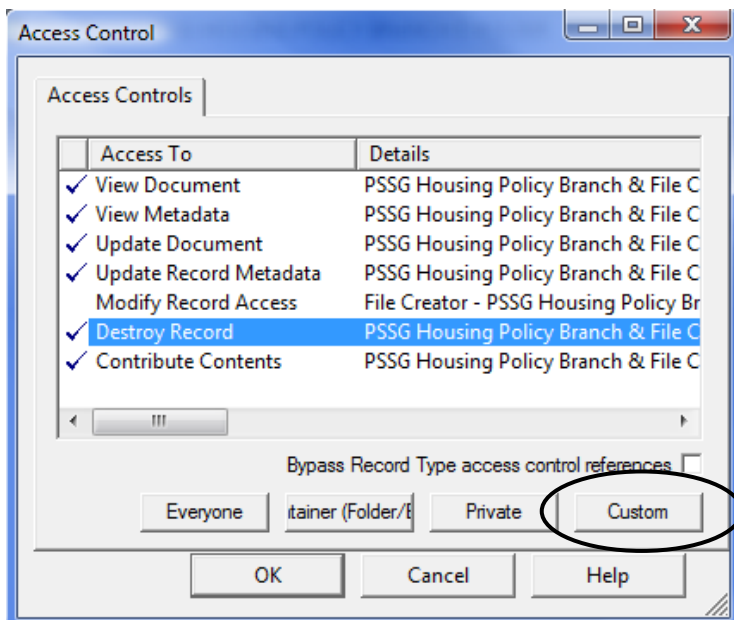 Access Control
Access Controls
Access To Details
View Document PSSG Housing Policy Branch & File C
View Metadata PSSG Housing Policy Branch & File C
Update Document PSSG Housing Policy Branch & File C
Update Record Metadata PSSG Housing Policy Branch & File C
Modify Record Access File Creator - PSSG Housing Policy Br
Destroy Record PSSG Housing Policy Branch & File C
Contribute Contents PSSG Housing Policy Branch & File C
Bypass Record Type access control references
Everyone tainer (Folder/E Private Custom
OK Cancel Help